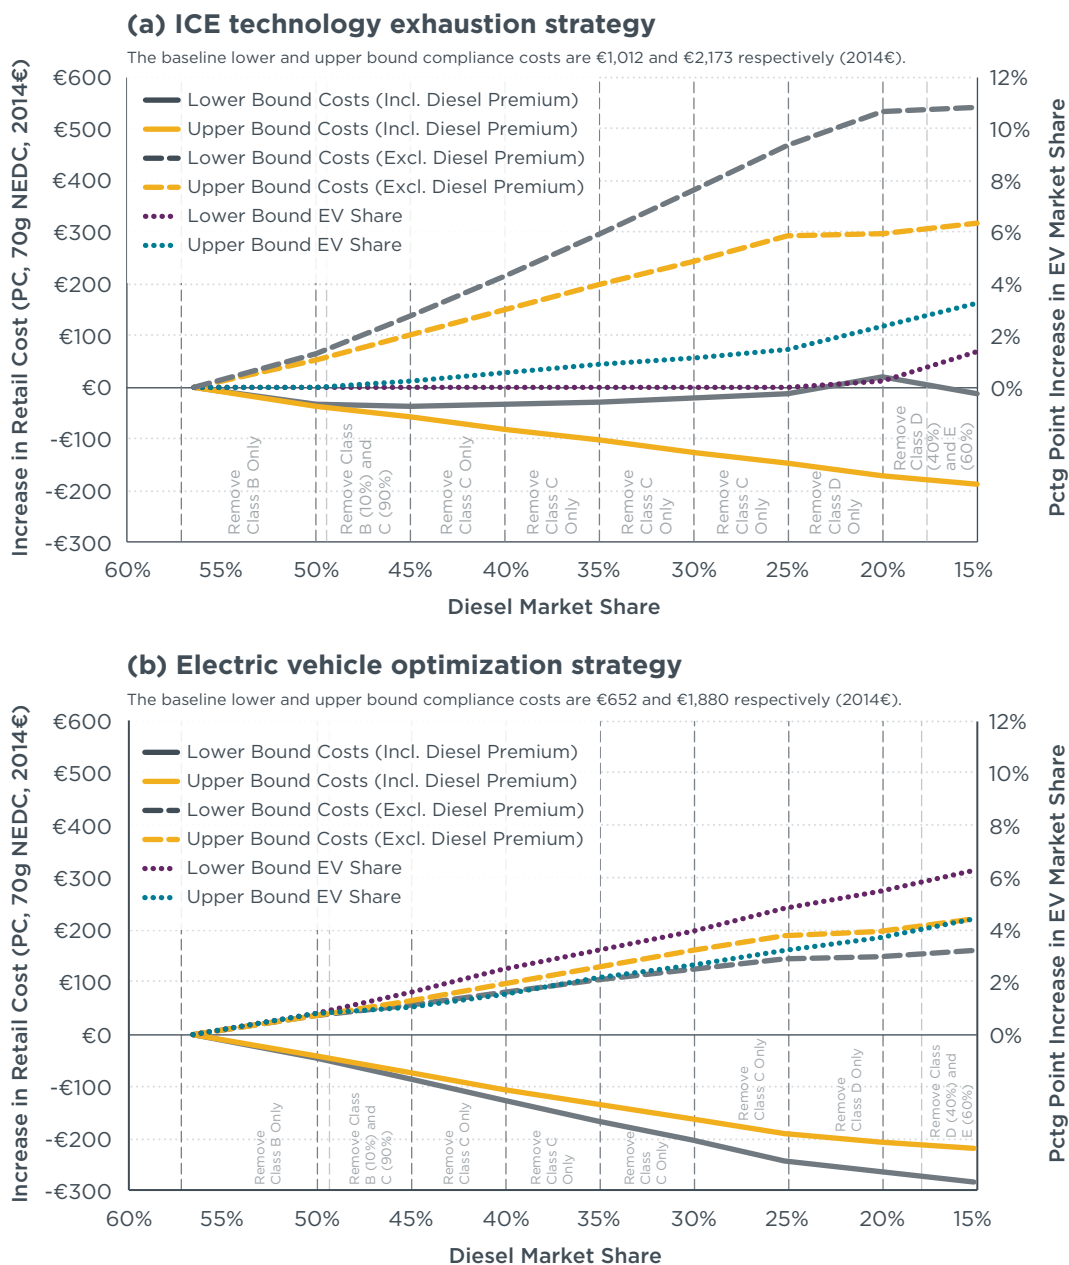 (a) ICE technology exhaustion strategy
The baseline lower and upper bound compliance costs are €1,012 and €2,173 respectively (2014€).
Increase in Retail Cost (PC, 70g NEDC, 2014€)
€600
€500
€400
€300
€200
€100
€0
-€100
-€200
-€300
Lower Bound Costs (Incl. Diesel Premium)
Upper Bound Costs (Incl. Diesel Premium)
Lower Bound Costs (Excl. Diesel Premium)
Upper Bound Costs (Excl. Diesel Premium)
Lower Bound EV Share
Upper Bound EV Share
Remove
Class B Only
Remove Class
B (10%) and
C (90%)
Remove
Class C Only
Remove
Class C
Only
Remove
Class C
Only
Remove
Class C
Only
Remove
Class D
Only
Remove
Class D
(40%)
and E
(60%)
12%
10%
8%
6%
4%
2%
0%
Pctg Point Increase in EV Market Share
60%
55%
50%
45%
40%
35%
30%
25%
20%
15%
Diesel Market Share
(b) Electric vehicle optimization strategy
The baseline lower and upper bound compliance costs are €652 and €1,880 respectively (2014€).
Increase in Retail Cost (PC, 70g NEDC, 2014€)
€600
€500
€400
€300
€200
€100
€0
-€100
-€200
-€300
Lower Bound Costs (Incl. Diesel Premium)
Upper Bound Costs (Incl. Diesel Premium)
Lower Bound Costs (Excl. Diesel Premium)
Upper Bound Costs (Excl. Diesel Premium)
Lower Bound EV Share
Upper Bound EV Share
Remove
Class B Only
Remove Class
B (10%) and
C (90%)
Remove
Class C Only
Remove
Class C
Only
Remove
Class
C Only
Remove
Class C Only
Remove
Class D Only
Remove Class
D (40%) and
E (60%)
12%
10%
8%
6%
4%
2%
0%
Pctg Point Increase in EV Market Share
60%
55%
50%
45%
40%
35%
30%
25%
20%
15%
Diesel Market Share